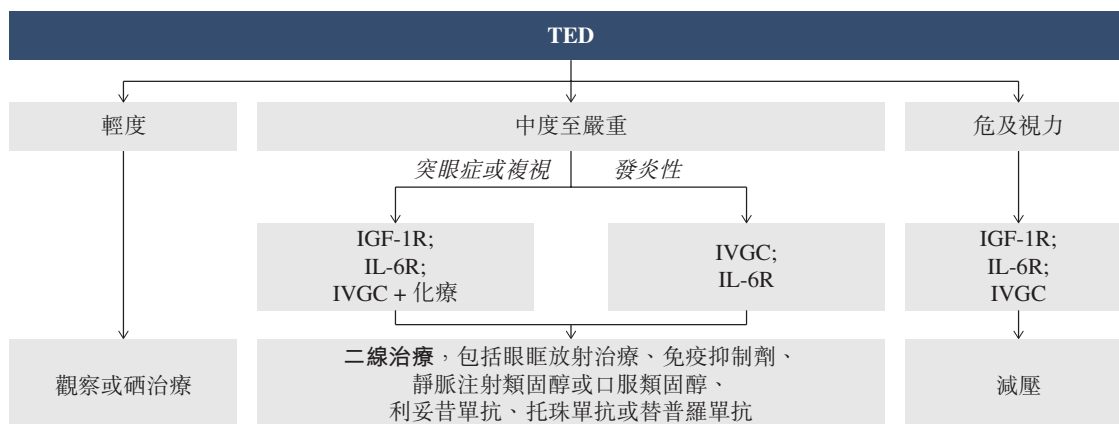 TED
輕度
中度至嚴重
危及視力
突眼症或複視
發炎性
IGF-1R;
IL-6R;
IVGC + 化療
IVGC;
IL-6R
IGF-1R;
IL-6R;
IVGC
觀察或硒治療
二線治療，包括眼眶放射治療、免疫抑制劑、
靜脈注射類固醇或口服類固醇、
利妥昔單抗、托珠單抗或替普羅單抗
減壓